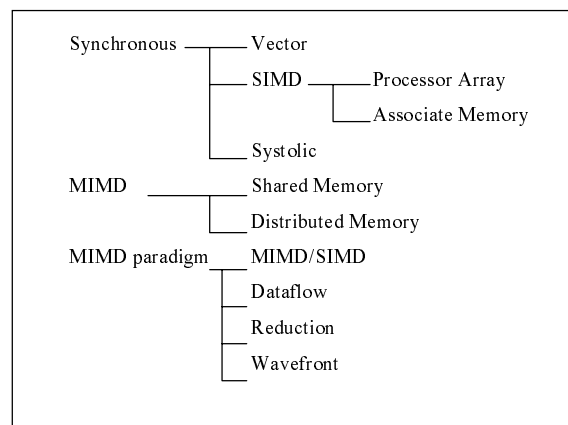 Synchronous Vector
SIMD Processor Array
Associate Memory
Systolic
MIMD Shared Memory
Distributed Memory
MIMD paradigm MIMD/SIMD
Dataflow
Reduction
Wavefront